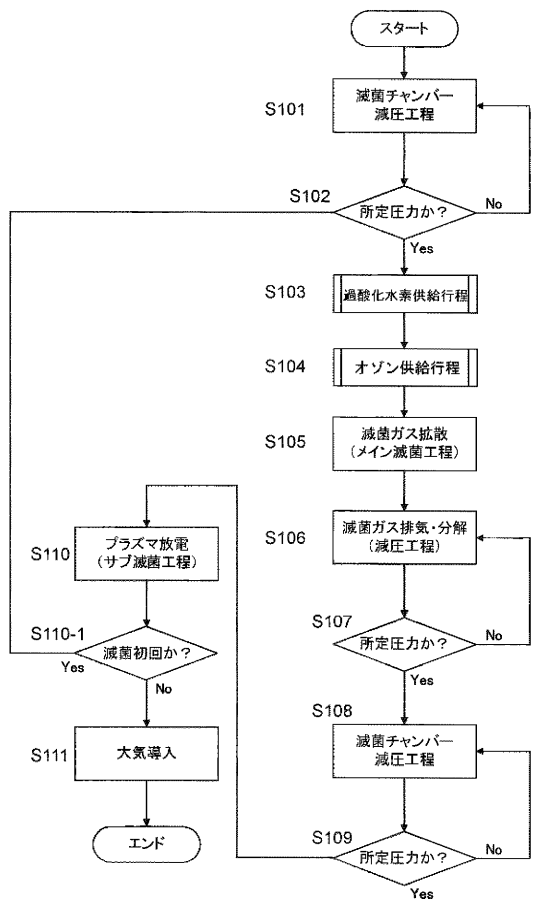 スタート
S101
滅菌チャンバー
減圧工程
S102
所定圧力か?
No
Yes
S103
過酸化水素供給行程
S104
オゾン供給行程
S105
滅菌ガス拡散
(メイン滅菌工程)
S106
滅菌ガス排気・分解
(減圧工程)
S107
所定圧力か?
No
Yes
S108
滅菌チャンバー
減圧工程
S109
所定圧力か?
No
Yes
S110
プラズマ放電
(サブ滅菌工程)
S110-1
滅菌初回か?
Yes
No
S111
大気導入
エンド